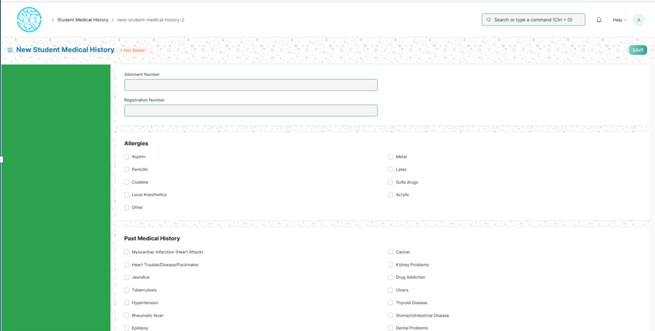 Student Medical History > new-student-medical-history-2
Search or type a command (Ctrl + G)
Help
A
New Student Medical History
Not Saved
SAVE
Allotment Number
Registration Number
Allergies
Aspirin
Metal
Penicilin
Latex
Codeine
Sulfa drugs
Local Anesthetics
Acrylic
Other
Past Medical History
Myocardiac Infarction (Heart Attack)
Cancer
Heart Trouble/Disease/Packmaker
Kidney Problems
Jaundice
Drug Addiction
Tuberculosis
Ulcers
Hypertension
Thyroid Disease
Rheumatic fever
Stomach/Intestinal Disease
Epilepsy
Dental Problems